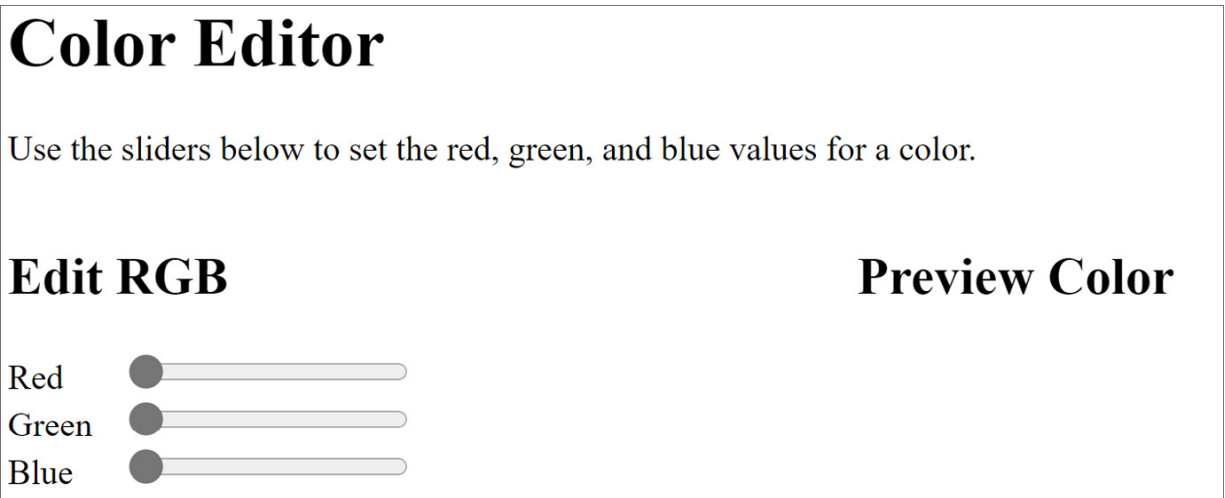 Color Editor
Use the sliders below to set the red, green, and blue values for a color.
Edit RGB
Preview Color
Red
Green
Blue